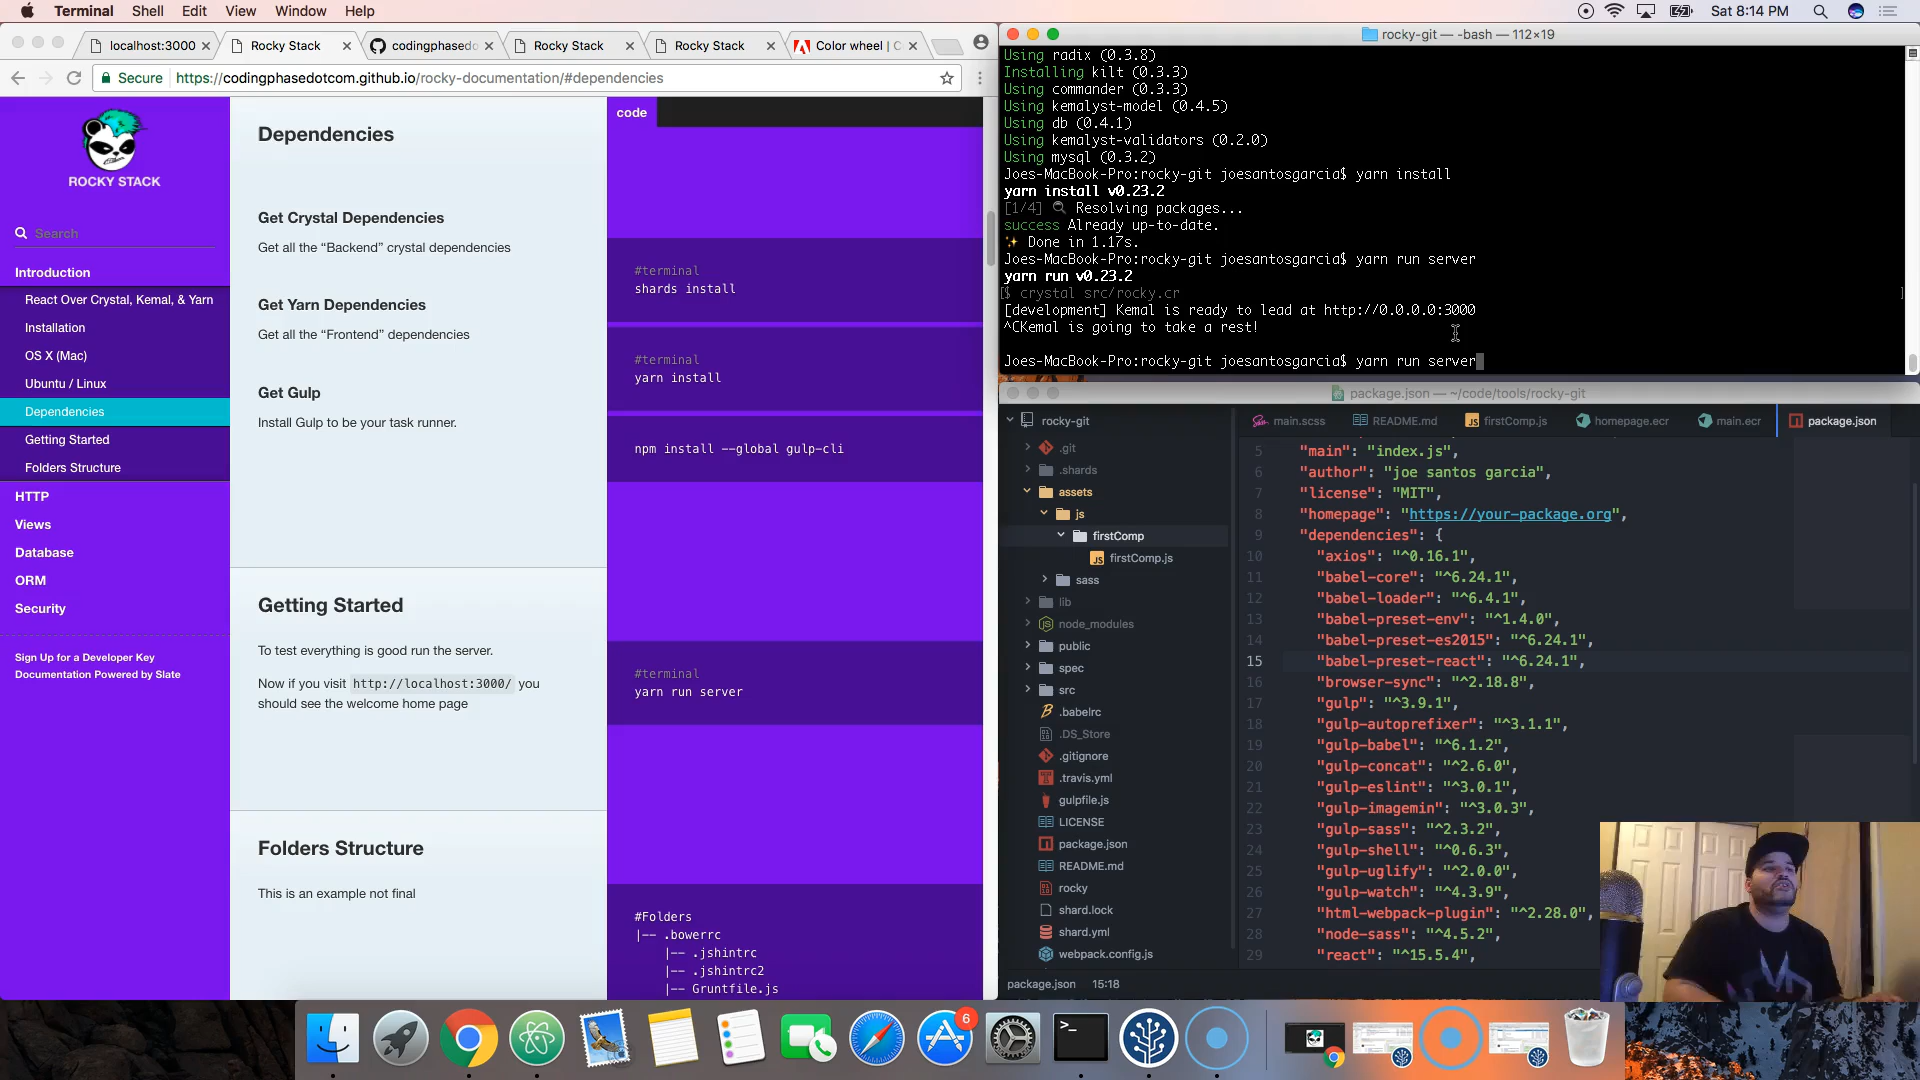 Terminal Shell Edit View Window Help
Sat 8:14 PM
localhost:3000
Rocky Stack
codingphasedo
Rocky Stack
Rocky Stack
Color wheel | C
Secure https://codingphasedotcom.github.io/rocky-documentation/#dependencies
ROCKY STACK
Search
Introduction
React Over Crystal, Kemal, & Yarn
Installation
OS X (Mac)
Ubuntu / Linux
Dependencies
Getting Started
Folders Structure
HTTP
Views
Database
ORM
Security
Sign Up for a Developer Key
Documentation Powered by Slate
Dependencies
Get Crystal Dependencies
Get all the “Backend” crystal dependencies
Get Yarn Dependencies
Get all the “Frontend” dependencies
Get Gulp
Install Gulp to be your task runner.
Getting Started
To test everything is good run the server.
Now if you visit http://localhost:3000/ you
should see the welcome home page
Folders Structure
This is an example not final
code
#terminal
shards install
#terminal
yarn install
npm install --global gulp-cli
#terminal
yarn run server
#Folders
|-- .bowerrc
|-- .jshintrc
|-- .jshintrc2
|-- Gruntfile.js
rocky-git — -bash — 112×19
Using radix (0.3.8)
Installing kilt (0.3.3)
Using commander (0.3.3)
Using kemalyst-model (0.4.5)
Using db (0.4.1)
Using kemalyst-validators (0.2.0)
Using mysql (0.3.2)
Joes-MacBook-Pro:rocky-git joesantosgarcia$ yarn install
yarn install v0.23.2
[1/4] Resolving packages...
success Already up-to-date.
Done in 1.17s.
Joes-MacBook-Pro:rocky-git joesantosgarcia$ yarn run server
yarn run v0.23.2
$ crystal src/rocky.cr
[development] Kemal is ready to lead at http://0.0.0.0:3000
^CKemal is going to take a rest!
Joes-MacBook-Pro:rocky-git joesantosgarcia$ yarn run server
package.json — ~/code/tools/rocky-git
rocky-git
.git
.shards
assets
js
firstComp
firstComp.js
sass
lib
node_modules
public
spec
src
.babelrc
.DS_Store
.gitignore
.travis.yml
gulpfile.js
LICENSE
package.json
README.md
rocky
shard.lock
shard.yml
webpack.config.js
main.scss
README.md
firstComp.js
homepage.ecr
main.ecr
package.json
5 "main": "index.js",
6 "author": "joe santos garcia",
7 "license": "MIT",
8 "homepage": "https://your-package.org",
9 "dependencies": {
10 "axios": "^0.16.1",
11 "babel-core": "^6.24.1",
12 "babel-loader": "^6.4.1",
13 "babel-preset-env": "^1.4.0",
14 "babel-preset-es2015": "^6.24.1",
15 "babel-preset-react": "^6.24.1",
16 "browser-sync": "^2.18.8",
17 "gulp": "^3.9.1",
18 "gulp-autoprefixer": "^3.1.1",
19 "gulp-babel": "^6.1.2",
20 "gulp-concat": "^2.6.0",
21 "gulp-eslint": "^3.0.1",
22 "gulp-imagemin": "^3.0.3",
23 "gulp-sass": "^2.3.2",
24 "gulp-shell": "^0.6.3",
25 "gulp-uglify": "^2.0.0",
26 "gulp-watch": "^4.3.9",
27 "html-webpack-plugin": "^2.28.0",
28 "node-sass": "^4.5.2",
29 "react": "^15.5.4",
package.json 15:18
6